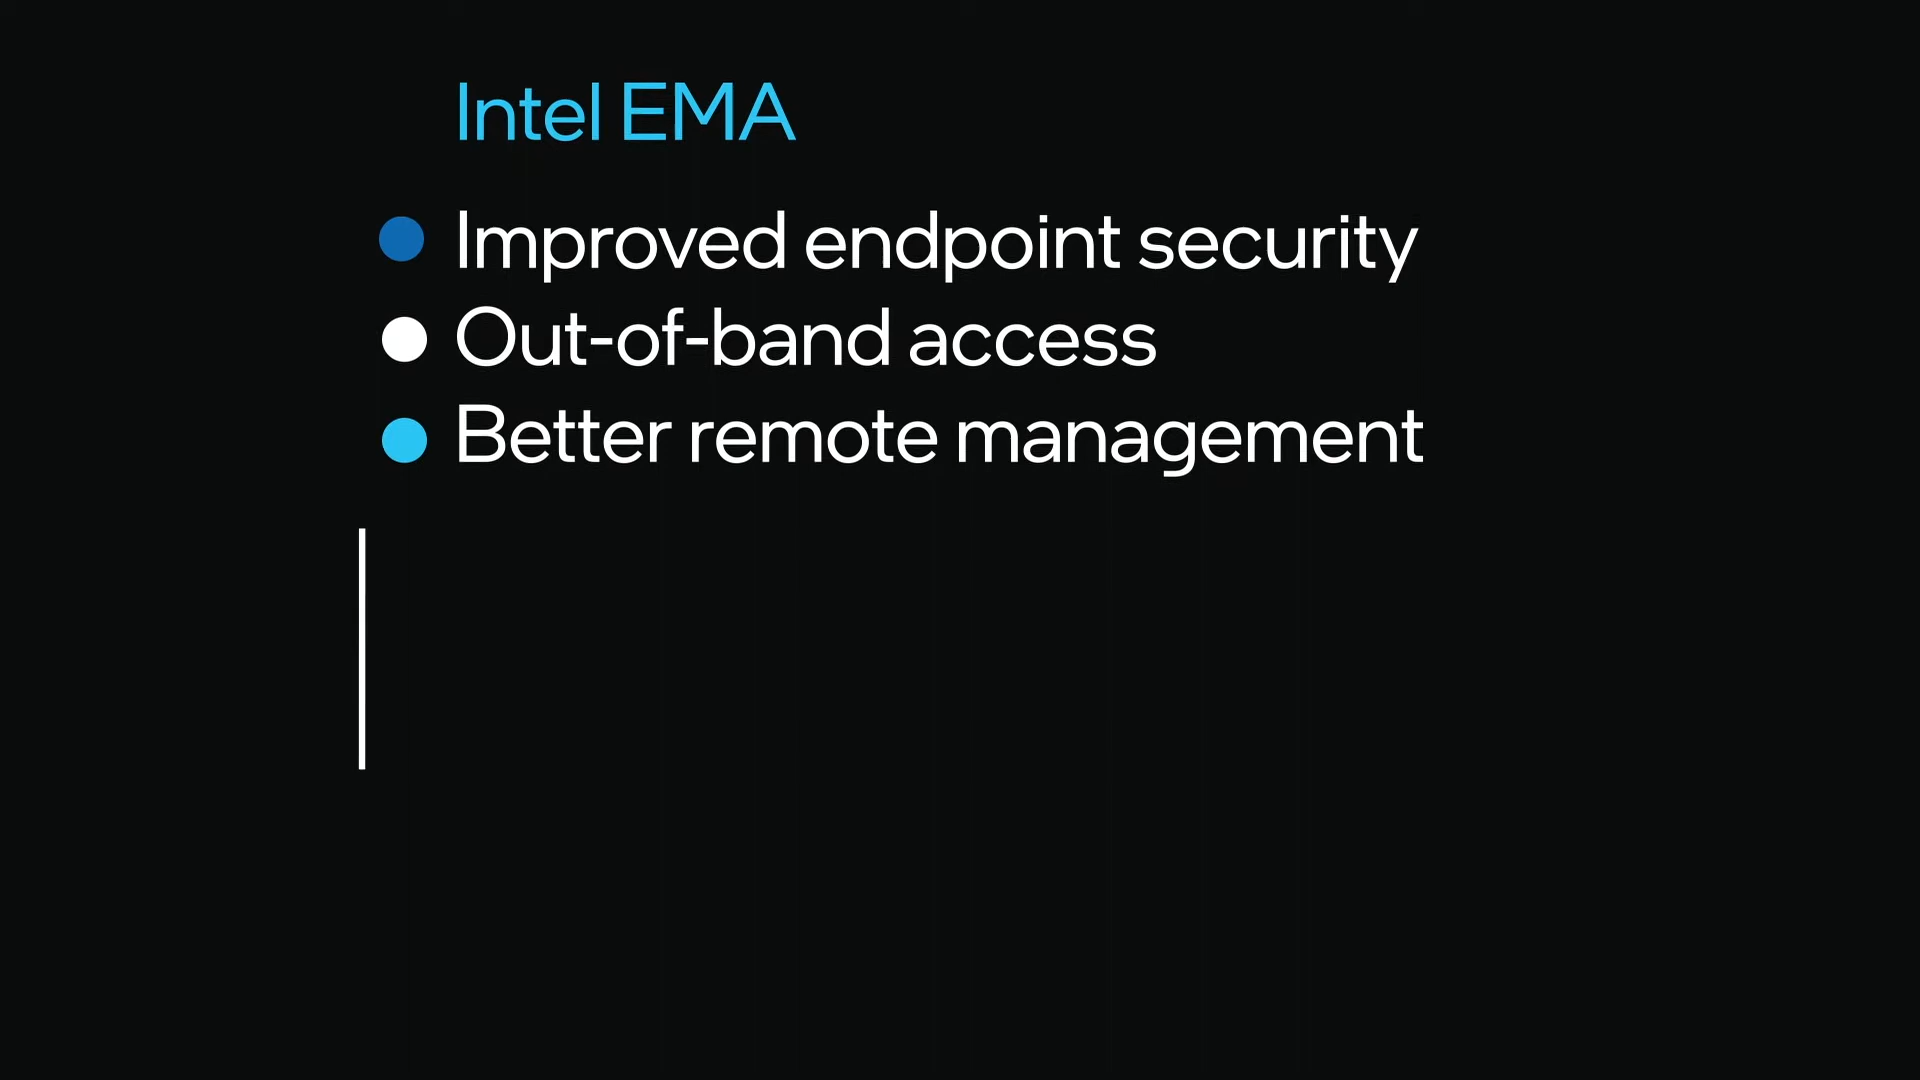 Intel EMA
Improved endpoint security
Out-of-band access
Better remote management